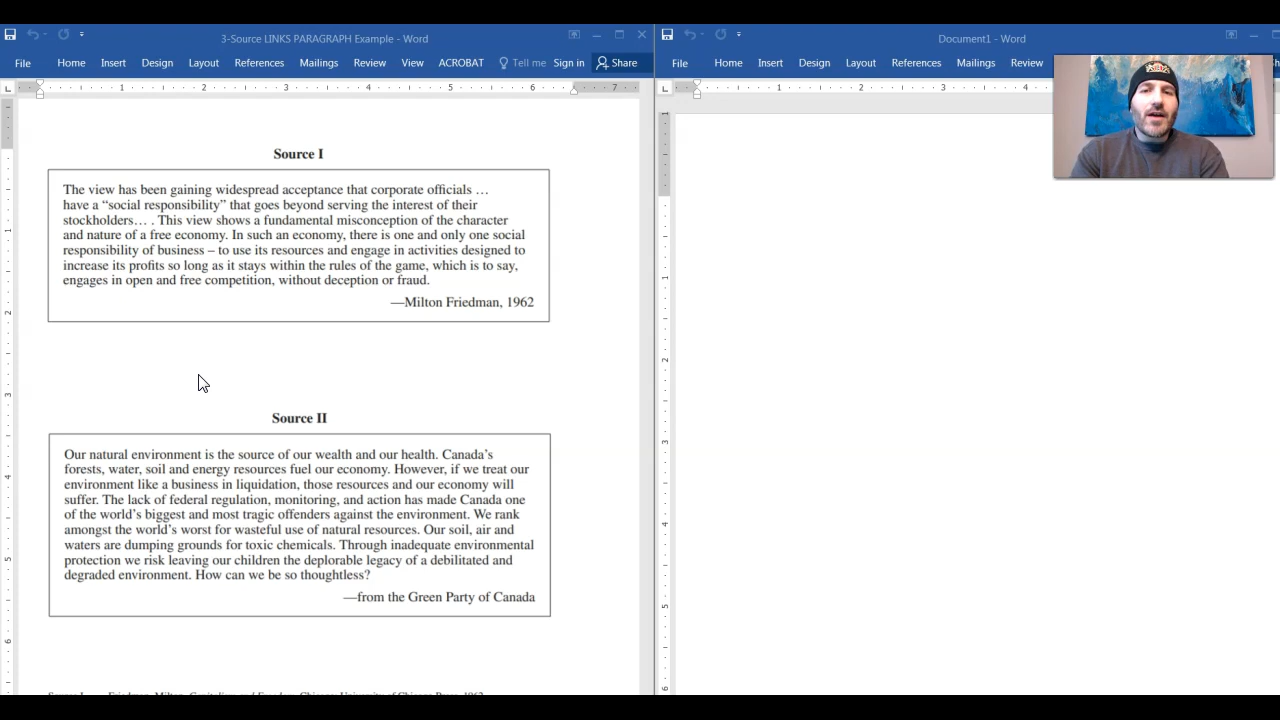 3-Source LINKS PARAGRAPH Example - Word
File Home Insert Design Layout References Mailings Review View ACROBAT Tell me Sign in Share
1 2 3 4 5 6 7
Source I
The view has been gaining widespread acceptance that corporate officials …
have a “social responsibility” that goes beyond serving the interest of their
stockholders… . This view shows a fundamental misconception of the character
and nature of a free economy. In such an economy, there is one and only one social
responsibility of business – to use its resources and engage in activities designed to
increase its profits so long as it stays within the rules of the game, which is to say,
engages in open and free competition, without deception or fraud.
—Milton Friedman, 1962
Source II
Our natural environment is the source of our wealth and our health. Canada’s
forests, water, soil and energy resources fuel our economy. However, if we treat our
environment like a business in liquidation, those resources and our economy will
suffer. The lack of federal regulation, monitoring, and action has made Canada one
of the world’s biggest and most tragic offenders against the environment. We rank
amongst the world’s worst for wasteful use of natural resources. Our soil, air and
waters are dumping grounds for toxic chemicals. Through inadequate environmental
protection we risk leaving our children the deplorable legacy of a debilitated and
degraded environment. How can we be so thoughtless?
—from the Green Party of Canada
Document1 - Word
File Home Insert Design Layout References Mailings Review
1 2 3 4